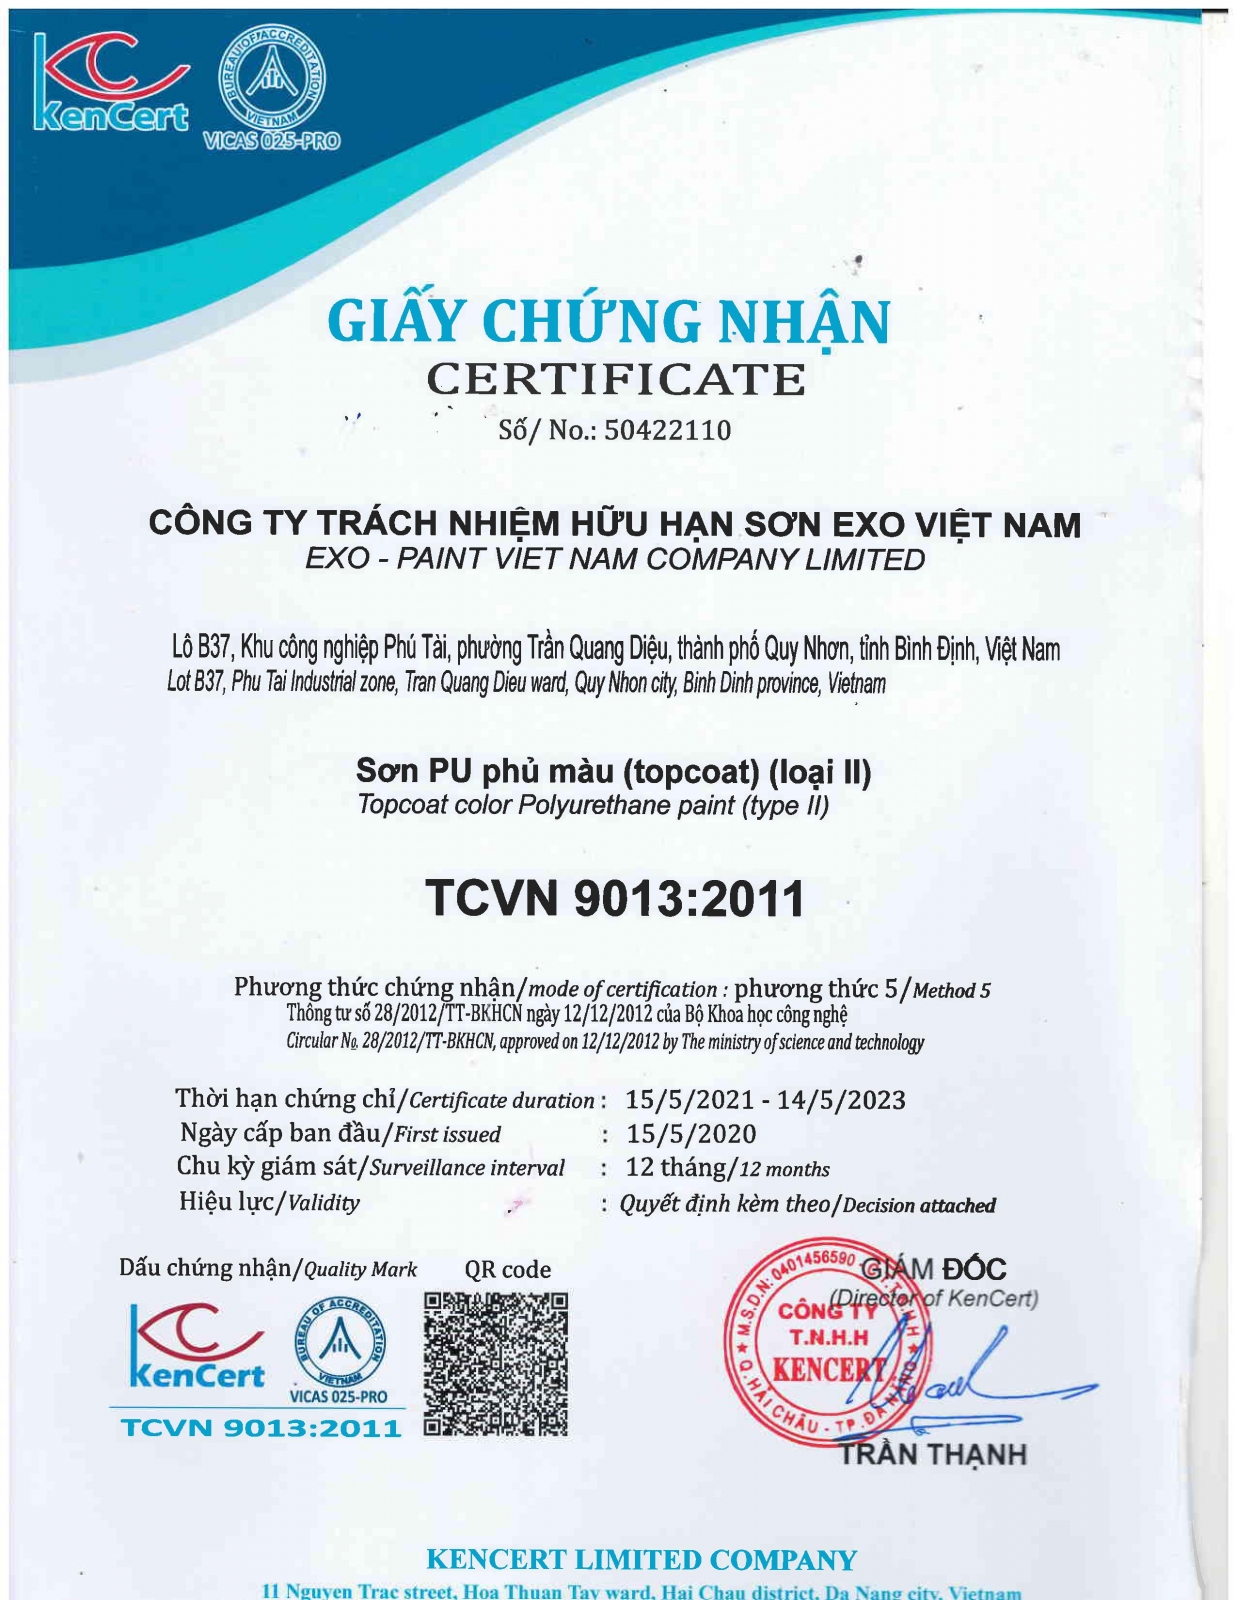 KenCert
BUREAU OF ACCREDITATION
VIETNAM
VICAS 025-PRO
GIẤY CHỨNG NHẬN
CERTIFICATE
Số/ No.: 50422110
CÔNG TY TRÁCH NHIỆM HỮU HẠN SƠN EXO VIỆT NAM
EXO - PAINT VIET NAM COMPANY LIMITED
Lô B37, Khu công nghiệp Phú Tài, phường Trần Quang Diệu, thành phố Quy Nhơn, tỉnh Bình Định, Việt Nam
Lot B37, Phu Tai Industrial zone, Tran Quang Dieu ward, Quy Nhon city, Binh Dinh province, Vietnam
Sơn PU phủ màu (topcoat) (loại II)
Topcoat color Polyurethane paint (type II)
TCVN 9013:2011
Phương thức chứng nhận/mode of certification : phương thức 5/Method 5
Thông tư số 28/2012/TT-BKHCN ngày 12/12/2012 của Bộ Khoa học công nghệ
Circular №. 28/2012/TT-BKHCN, approved on 12/12/2012 by The ministry of science and technology
Thời hạn chứng chỉ/Certificate duration : 15/5/2021 - 14/5/2023
Ngày cấp ban đầu/First issued : 15/5/2020
Chu kỳ giám sát/Surveillance interval : 12 tháng/12 months
Hiệu lực/Validity : Quyết định kèm theo/Decision attached
Dấu chứng nhận/Quality Mark QR code
GIÁM ĐỐC
(Director of KenCert)
M.S.D.N: 0401456590 - C.T.T.N.H.H
CÔNG TY
T.N.H.H
KENCERT
Q. HẢI CHÂU - TP. ĐÀ NẴNG
KenCert
BUREAU OF ACCREDITATION
VIETNAM
VICAS 025-PRO
TCVN 9013:2011
TRẦN THẠNH
KENCERT LIMITED COMPANY
11 Nguyen Trac street, Hoa Thuan Tay ward, Hai Chau district, Da Nang city, Vietnam